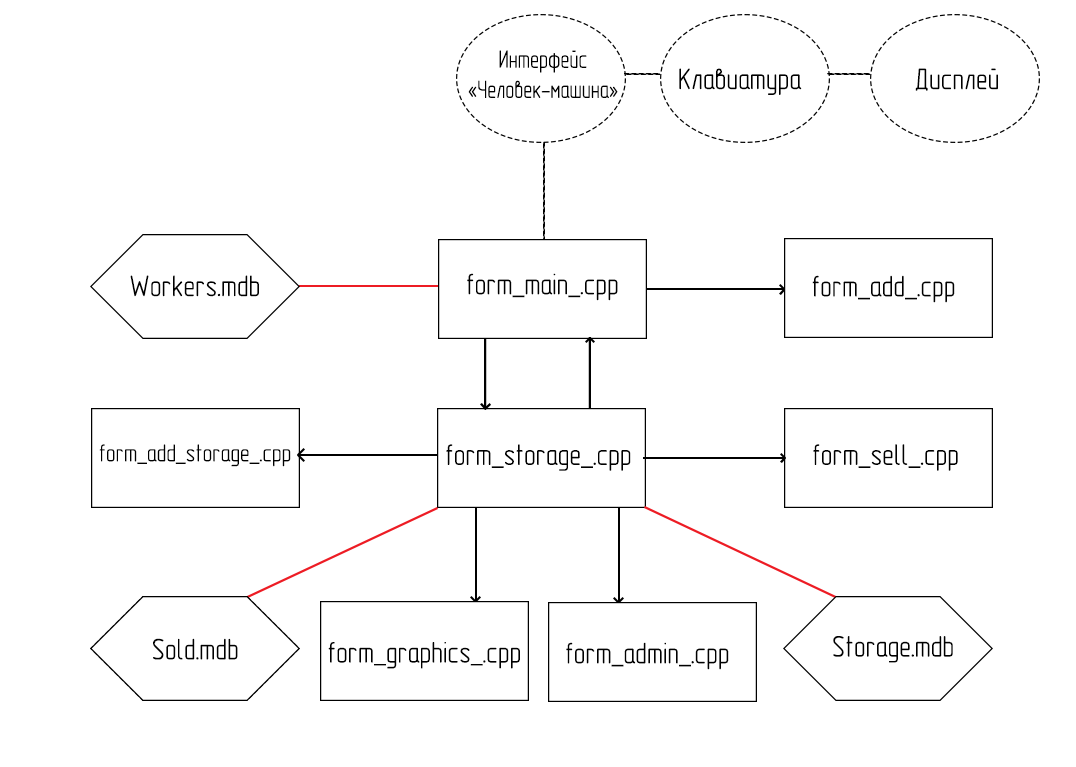 Интерфейс
«Человек-машина»
Клавиатура
Дисплей
Workers.mdb
form_main_.cpp
form_add_.cpp
form_add_storage_.cpp
form_storage_.cpp
form_sell_.cpp
Sold.mdb
form_graphics_.cpp
form_admin_.cpp
Storage.mdb